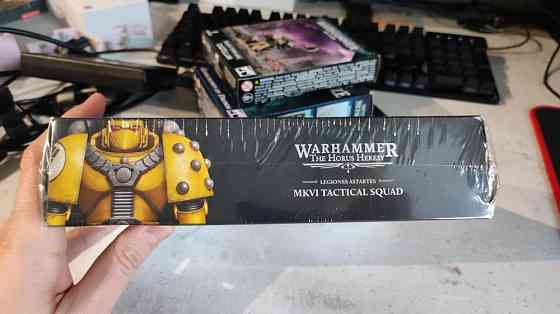 WARHAMMER
THE HORUS HERESY
LEGIONES ASTARTES
MKVI TACTICAL SQUAD